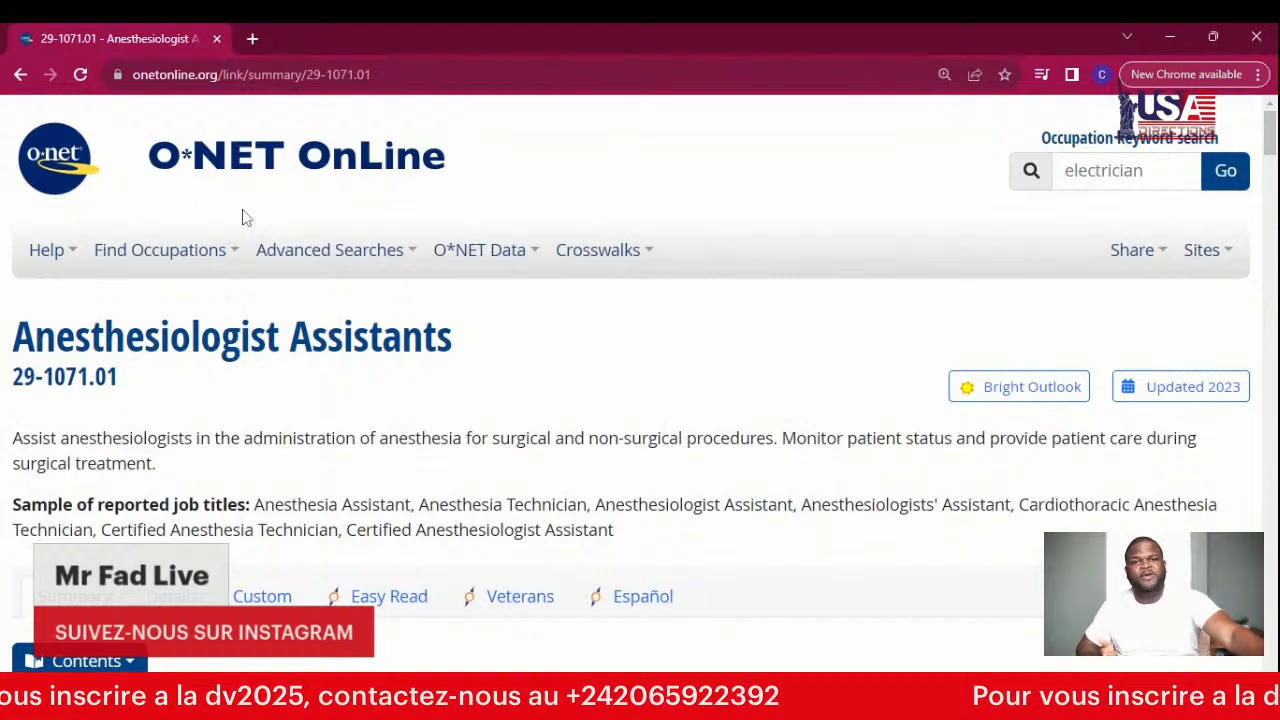 29-1071.01 - Anesthesiologist A
onetonline.org/link/summary/29-1071.01
C
New Chrome available
USA
DIRECTIONS
o·net
O*NET OnLine
Occupation Keyword search
electrician
Go
Help
Find Occupations
Advanced Searches
O*NET Data
Crosswalks
Share
Sites
Anesthesiologist Assistants
29-1071.01
Bright Outlook
Updated 2023
Assist anesthesiologists in the administration of anesthesia for surgical and non-surgical procedures. Monitor patient status and provide patient care during
surgical treatment.
Sample of reported job titles: Anesthesia Assistant, Anesthesia Technician, Anesthesiologist Assistant, Anesthesiologists' Assistant, Cardiothoracic Anesthesia
Technician, Certified Anesthesia Technician, Certified Anesthesiologist Assistant
Mr Fad Live
Summary
Details
Custom
Easy Read
Veterans
Español
SUIVEZ-NOUS SUR INSTAGRAM
Contents
ous inscrire a la dv2025, contactez-nous au +242065922392
Pour vous inscrire a la d